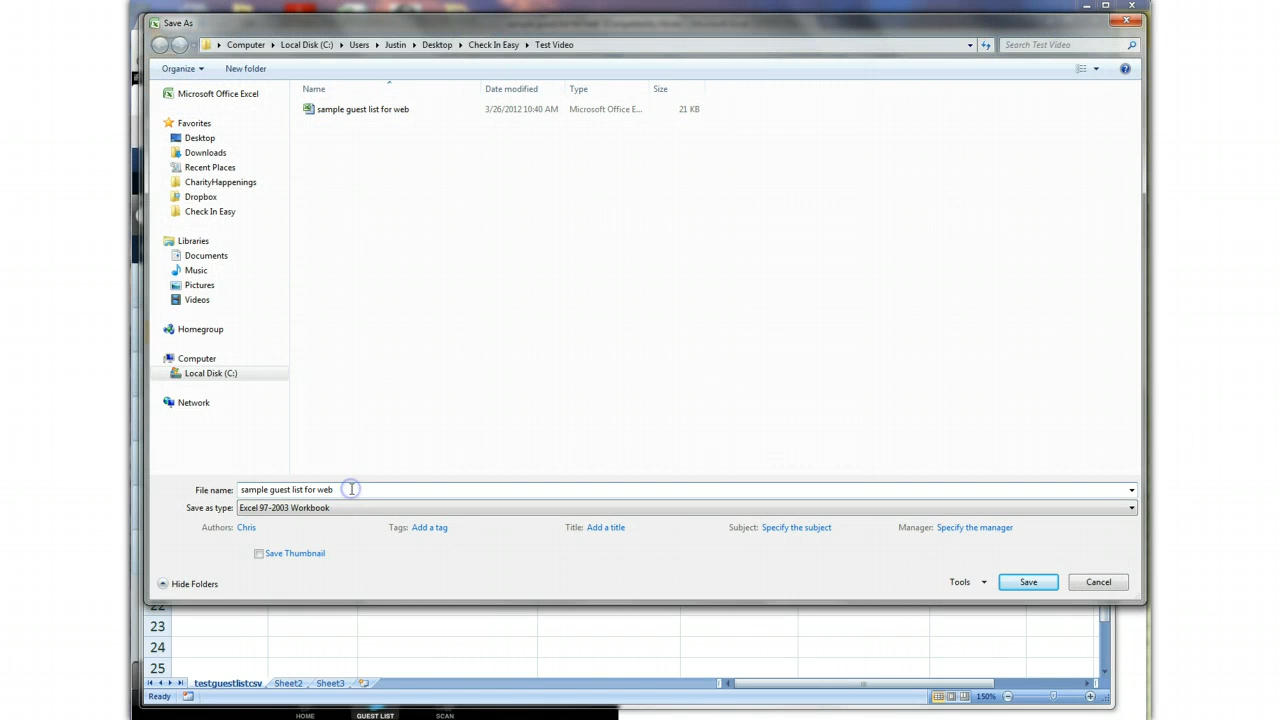 Save As
Computer Local Disk (C:) Users Justin Desktop Check In Easy Test Video Search Test Video
Organize New folder
Name Date modified Type Size
Microsoft Office Excel
sample guest list for web 3/26/2012 10:40 AM Microsoft Office E... 21 KB
Favorites
Desktop
Downloads
Recent Places
CharityHappenings
Dropbox
Check In Easy
Libraries
Documents
Music
Pictures
Videos
Homegroup
Computer
Local Disk (C:)
Network
File name: sample guest list for web
Save as type: Excel 97-2003 Workbook
Authors: Chris Tags: Add a tag Title: Add a title Subject: Specify the subject Manager: Specify the manager
Save Thumbnail
Hide Folders Tools Save Cancel
22
23
24
25
testguestlistcsv Sheet2 Sheet3
Ready 150%
HOME GUEST LIST SCAN